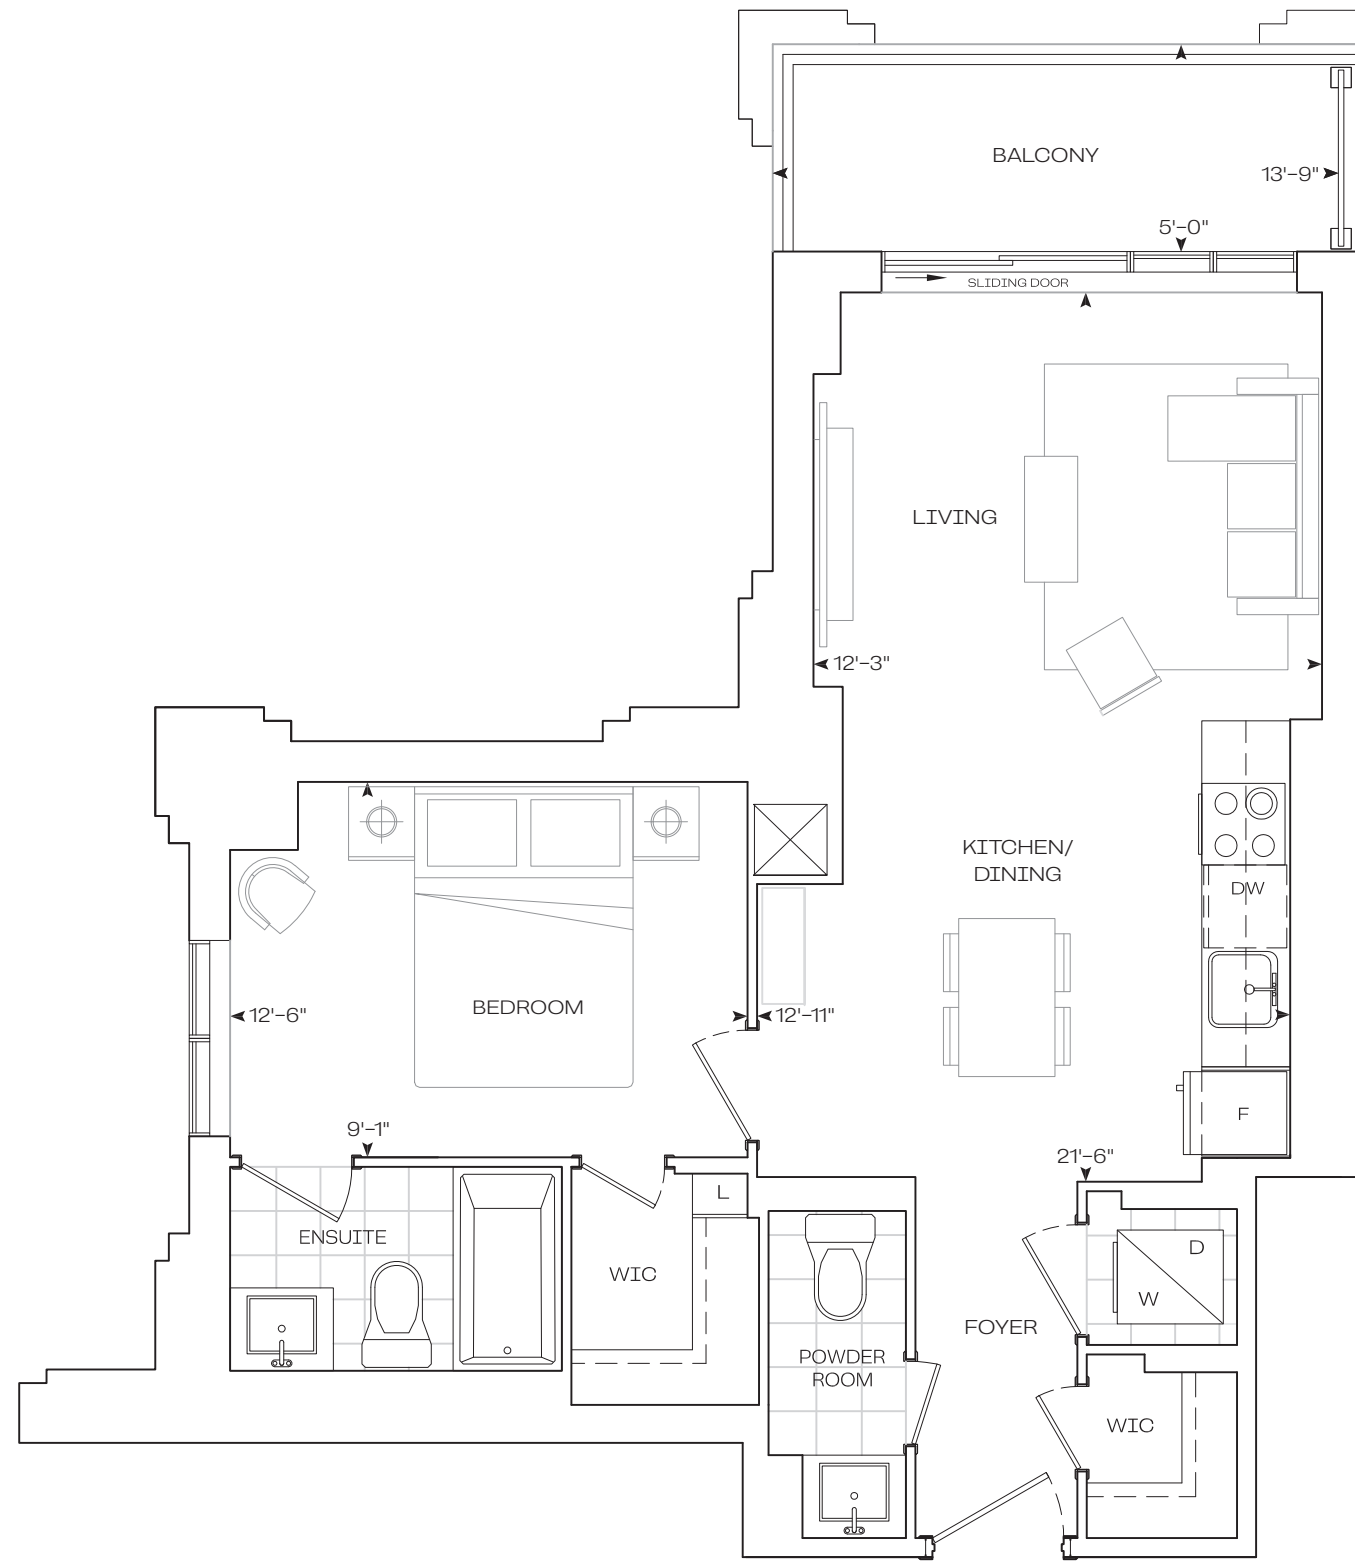 BALCONY
13'-9"
5'-0"
SLIDING DOOR
LIVING
12'-3"
KITCHEN/
DINING
DW
BEDROOM
12'-6"
12'-11"
F
9'-1"
21'-6"
L
ENSUITE
D
WIC
W
FOYER
POWDER
ROOM
WIC